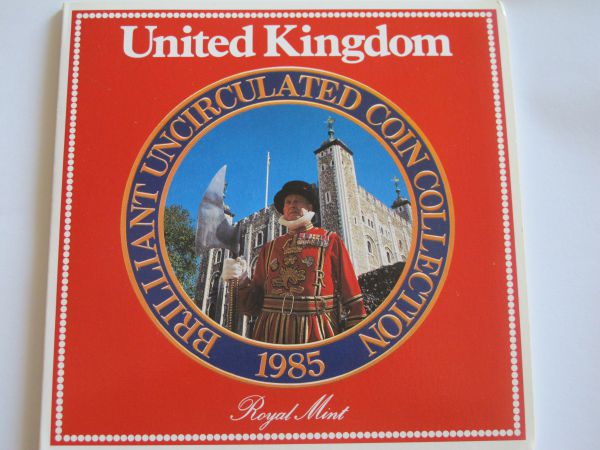 United Kingdom
BRILLIANT UNCIRCULATED COIN COLLECTION
1985
Royal Mint